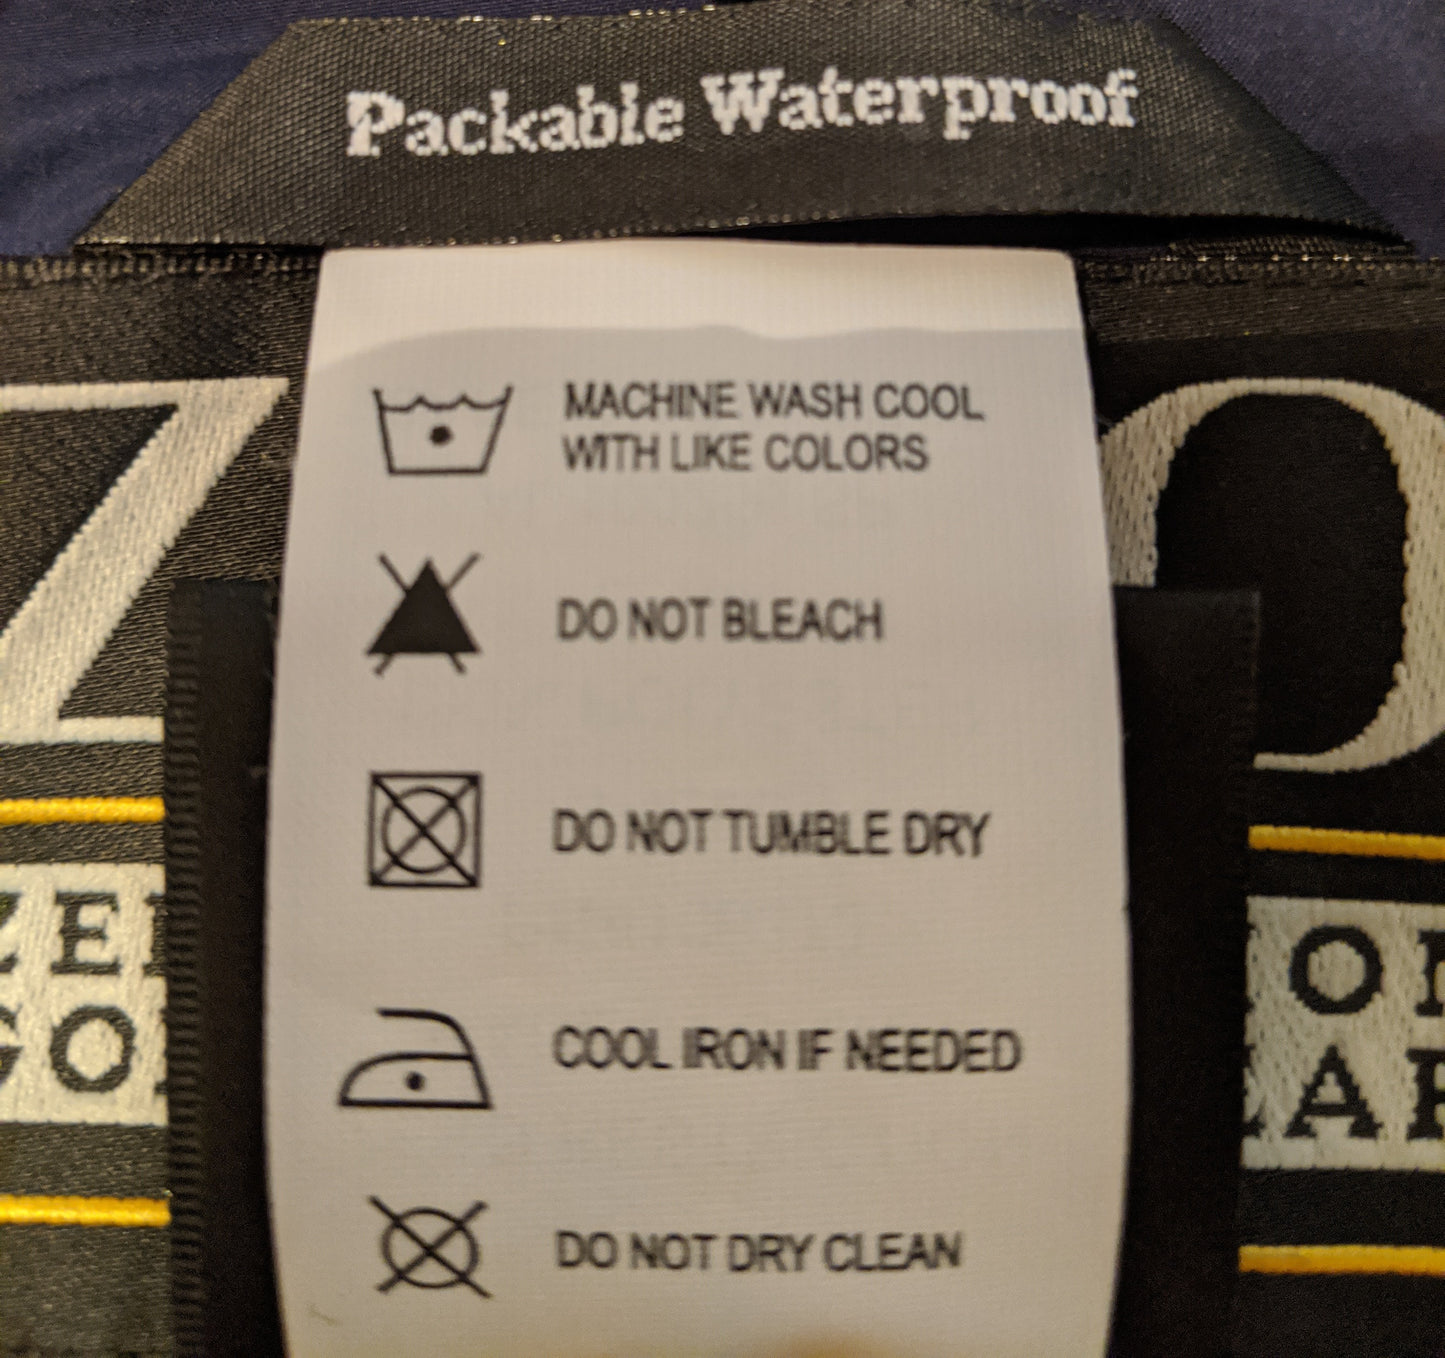 Packable Waterproof
MACHINE WASH COOL
WITH LIKE COLORS
DO NOT BLEACH
DO NOT TUMBLE DRY
COOL IRON IF NEEDED
DO NOT DRY CLEAN